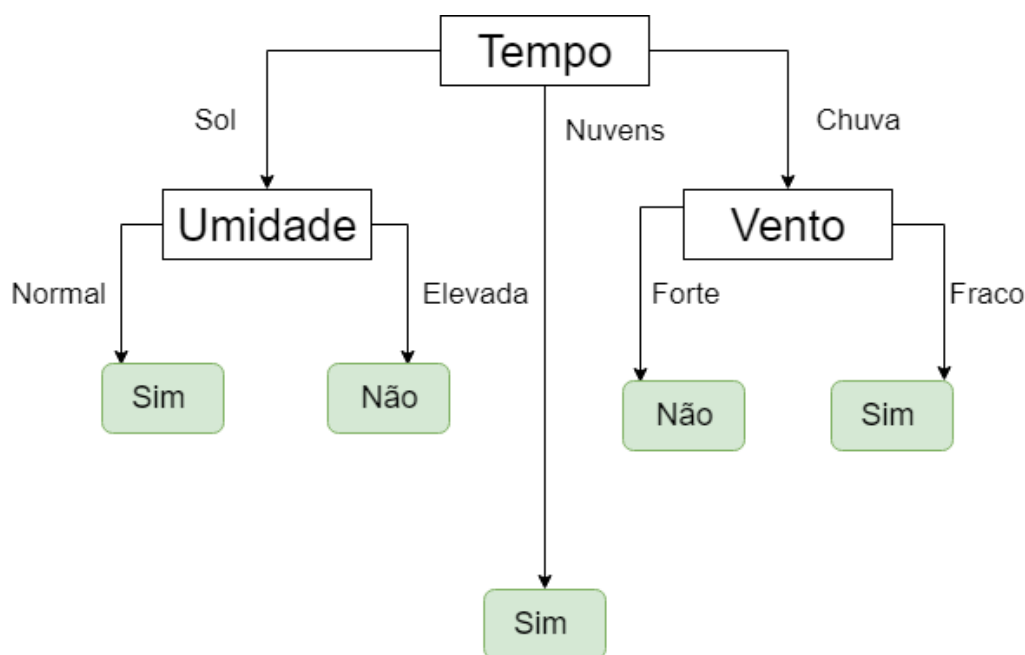 Tempo
Sol
Nuvens
Chuva
Umidade
Vento
Normal
Elevada
Forte
Fraco
Sim
Não
Não
Sim
Sim